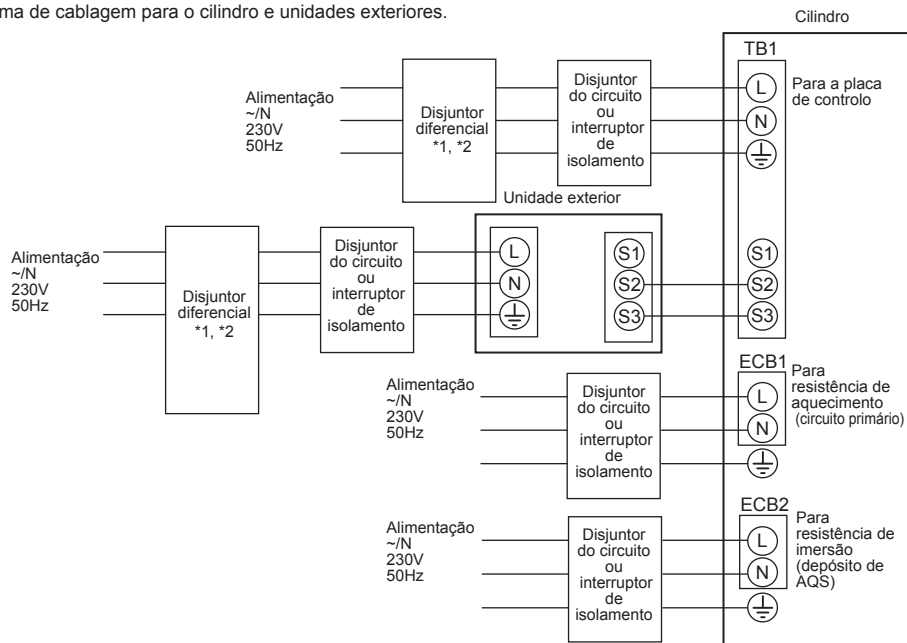 ma de cablagem para o cilindro e unidades exteriores.
Cilindro
TB1
Alimentação
~/N
230V
50Hz
Disjuntor
diferencial
*1, *2
Disjuntor
do circuito
ou
interruptor
de
isolamento
L
N
Para a placa
de controlo
S1
S2
S3
Unidade exterior
Alimentação
~/N
230V
50Hz
Disjuntor
diferencial
*1, *2
Disjuntor
do circuito
ou
interruptor
de
isolamento
L
N
S1
S2
S3
ECB1
Alimentação
~/N
230V
50Hz
Disjuntor
do circuito
ou
interruptor
de
isolamento
L
N
Para
resistência de
aquecimento
(circuito primário)
ECB2
Alimentação
~/N
230V
50Hz
Disjuntor
do circuito
ou
interruptor
de
isolamento
L
N
Para
resistência de
imersão
(depósito de
AQS)